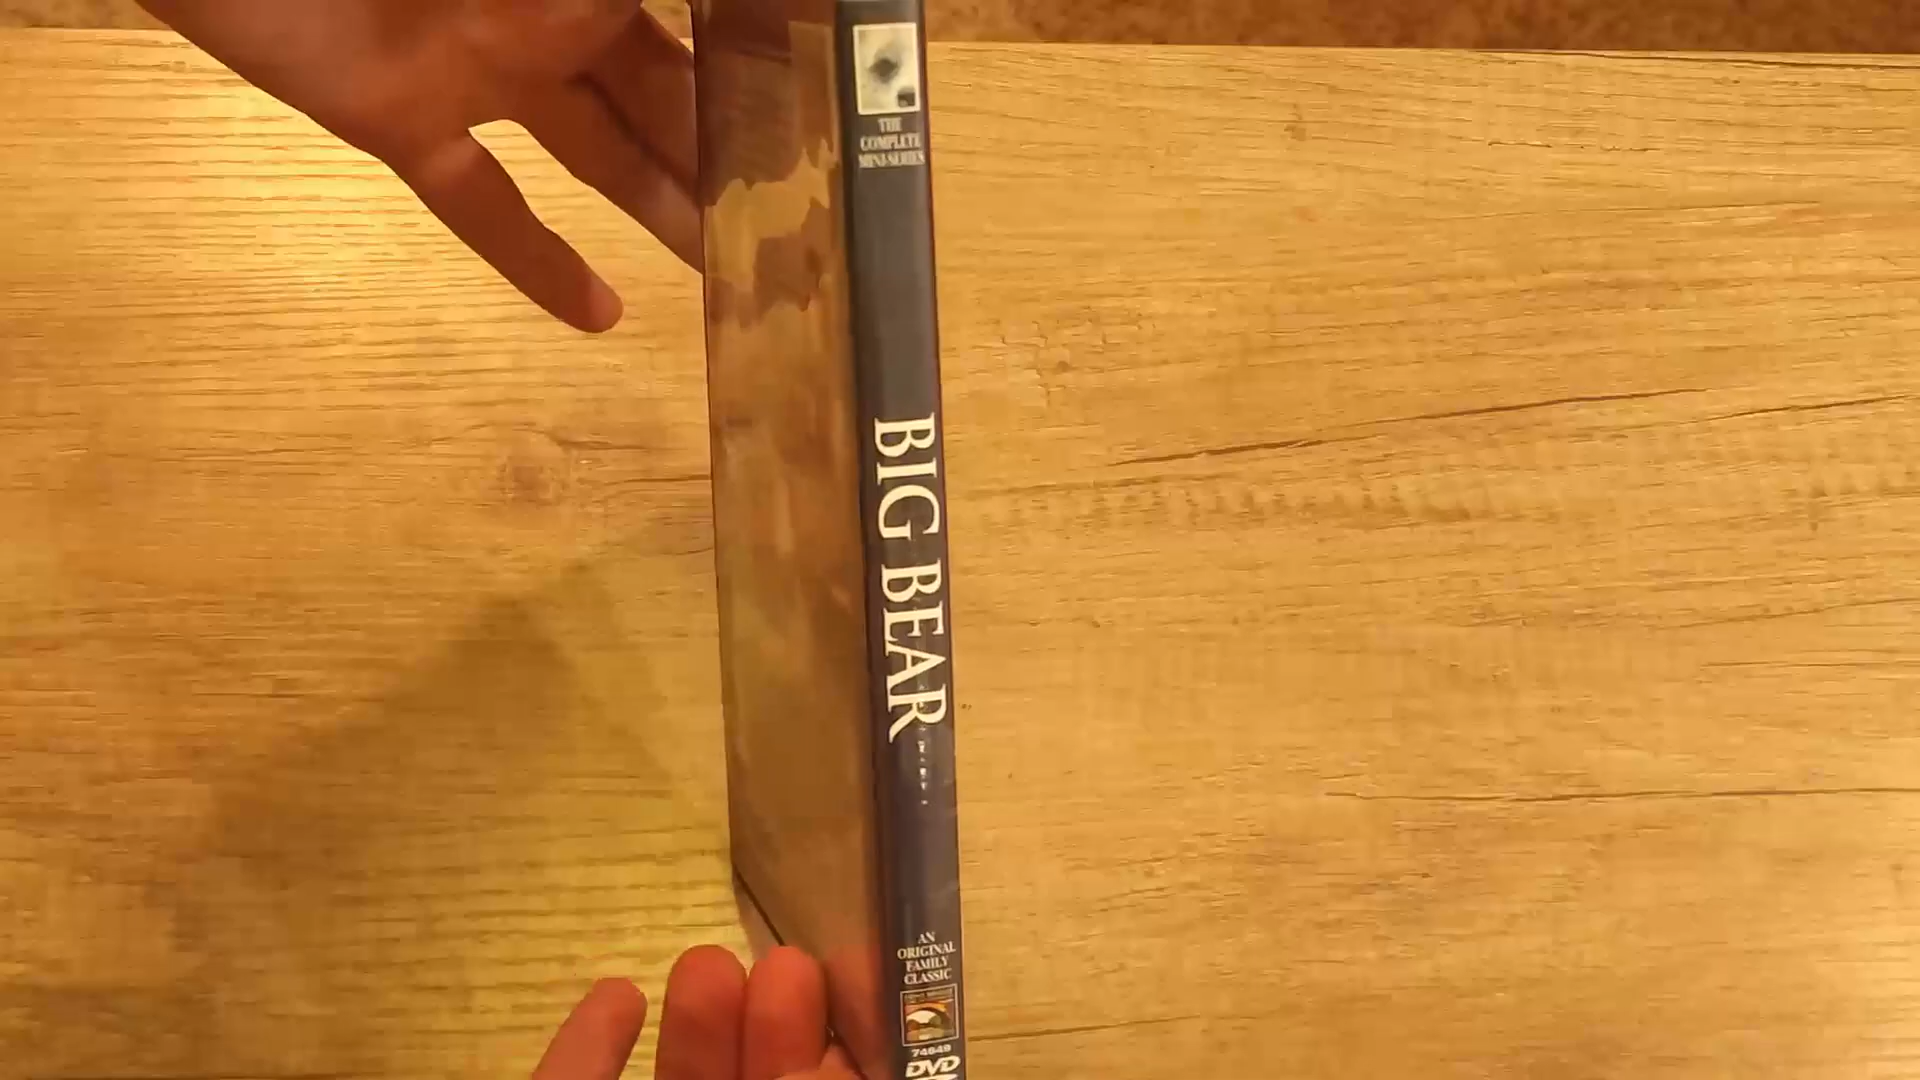 THE
COMPLETE
MINI-SERIES
BIG BEAR
AN
ORIGINAL
FAMILY
CLASSIC
74649
DVD